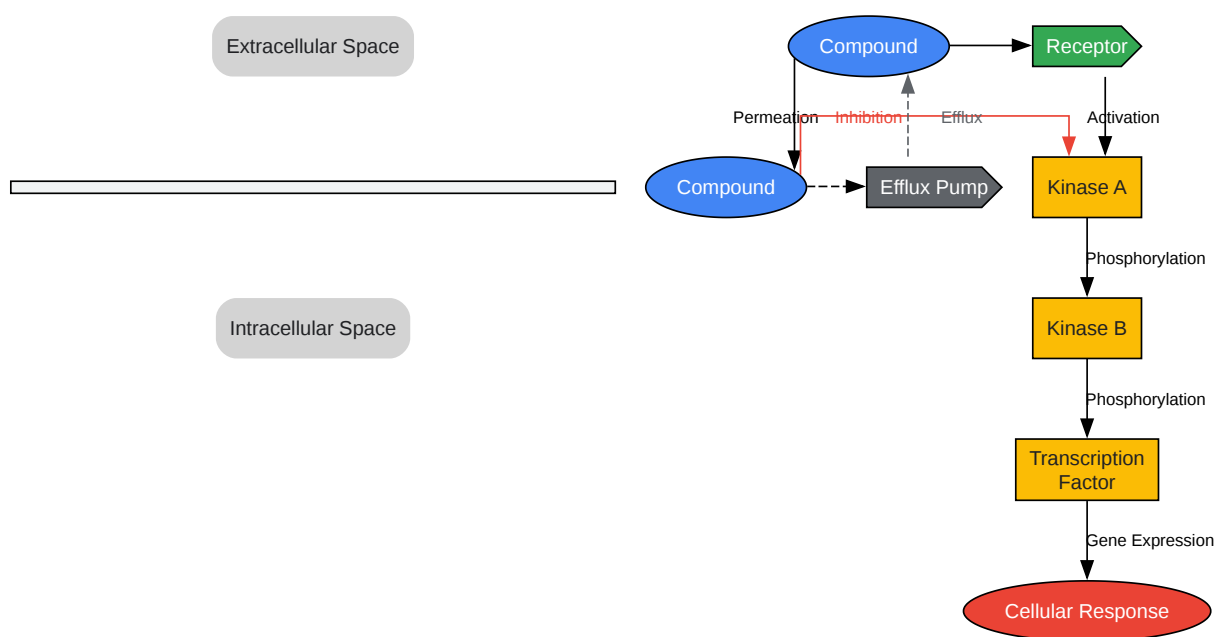 Extracellular Space
Compound
Receptor
Permeation
Inhibition
Efflux
Activation
Compound
Efflux Pump
Kinase A
Phosphorylation
Intracellular Space
Kinase B
Phosphorylation
Transcription
Factor
Gene Expression
Cellular Response